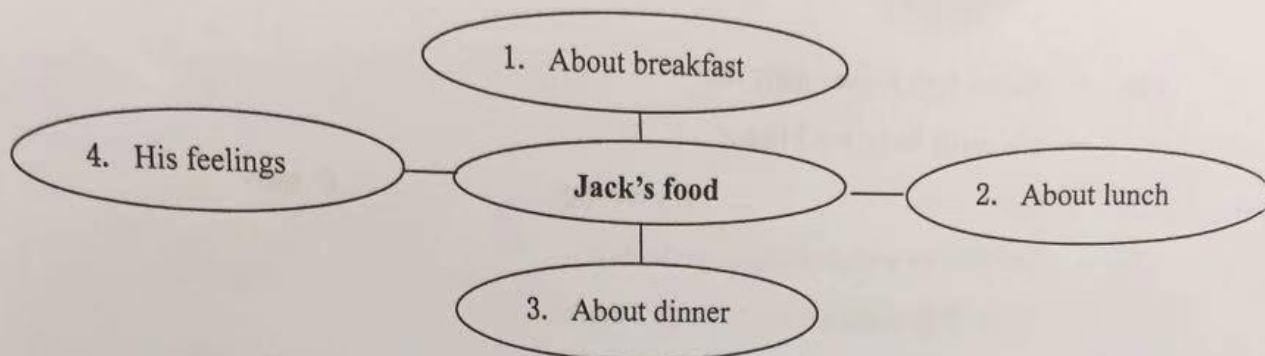 1. About breakfast
4. His feelings
Jack's food
2. About lunch
3. About dinner